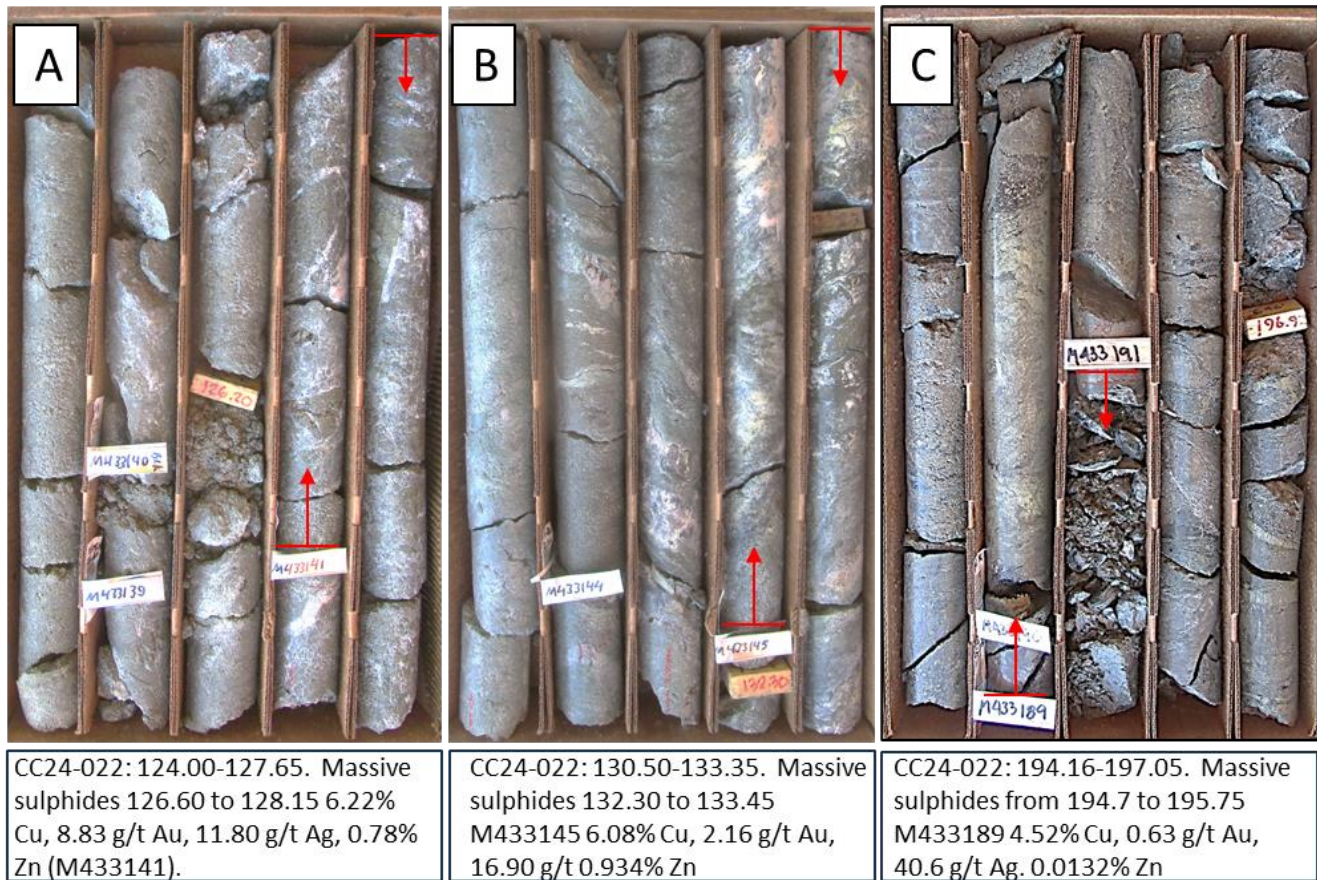 A
B
C
M433140
M433139
126.20
M433141
M433144
M433145
132.30
M433191
196.9
M433189
CC24-022: 124.00-127.65. Massive
sulphides 126.60 to 128.15 6.22%
Cu, 8.83 g/t Au, 11.80 g/t Ag, 0.78%
Zn (M433141).
CC24-022: 130.50-133.35. Massive
sulphides 132.30 to 133.45
M433145 6.08% Cu, 2.16 g/t Au,
16.90 g/t 0.934% Zn
CC24-022: 194.16-197.05. Massive
sulphides from 194.7 to 195.75
M433189 4.52% Cu, 0.63 g/t Au,
40.6 g/t Ag. 0.0132% Zn